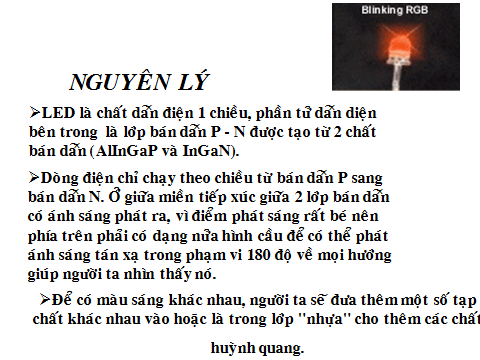 Blinking RGB
NGUYÊN LÝ
➢LED là chất dẫn điện 1 chiều, phần tử dẫn diện
bên trong là lớp bán dẫn P - N được tạo từ 2 chất
bán dẫn (AlInGaP và InGaN).
➢Dòng điện chỉ chạy theo chiều từ bán dẫn P sang
bán dẫn N. Ở giữa miền tiếp xúc giữa 2 lớp bán dẫn
có ánh sáng phát ra, vì điểm phát sáng rất bé nên
phía trên phải có dạng nửa hình cầu để có thể phát
ánh sáng tán xạ trong phạm vi 180 độ về mọi hướng
giúp người ta nhìn thấy nó.
➢Để có màu sáng khác nhau, người ta sẽ đưa thêm một số tạp
chất khác nhau vào hoặc là trong lớp "nhựa" cho thêm các chất
huỳnh quang.